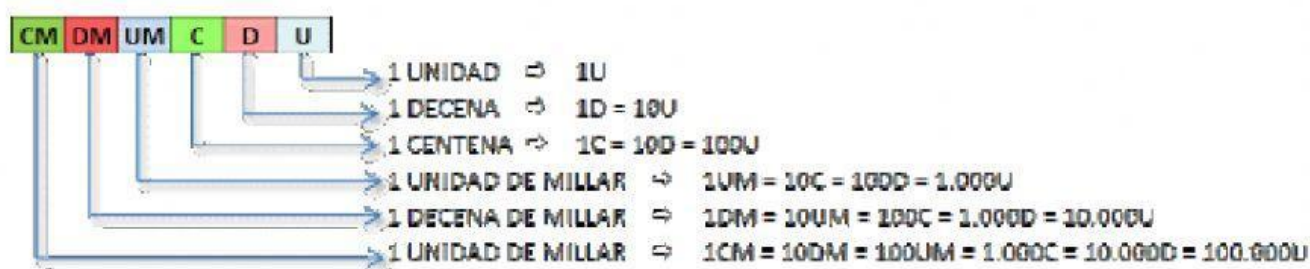 CM DM UM C D U
1 UNIDAD ⇨ 1U
1 DECENA ⇨ 1D = 10U
1 CENTENA ⇨ 1C = 10D = 100U
1 UNIDAD DE MILLAR ⇨ 1UM = 10C = 100D = 1.000U
1 DECENA DE MILLAR ⇨ 1DM = 10UM = 100C = 1.000D = 10.000U
1 UNIDAD DE MILLAR ⇨ 1CM = 10DM = 100UM = 1.000C = 10.000D = 100.000U